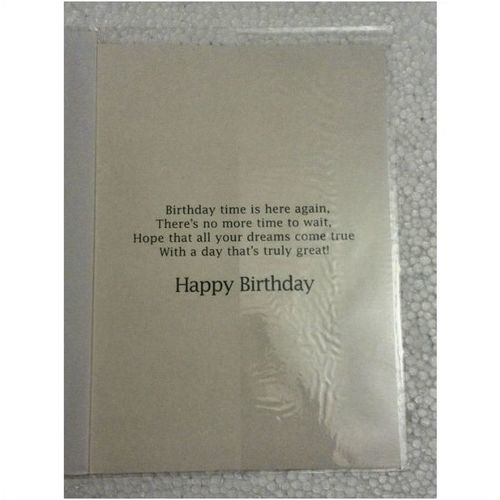 Birthday time is here again,
There's no more time to wait,
Hope that all your dreams come true
With a day that's truly great!
Happy Birthday